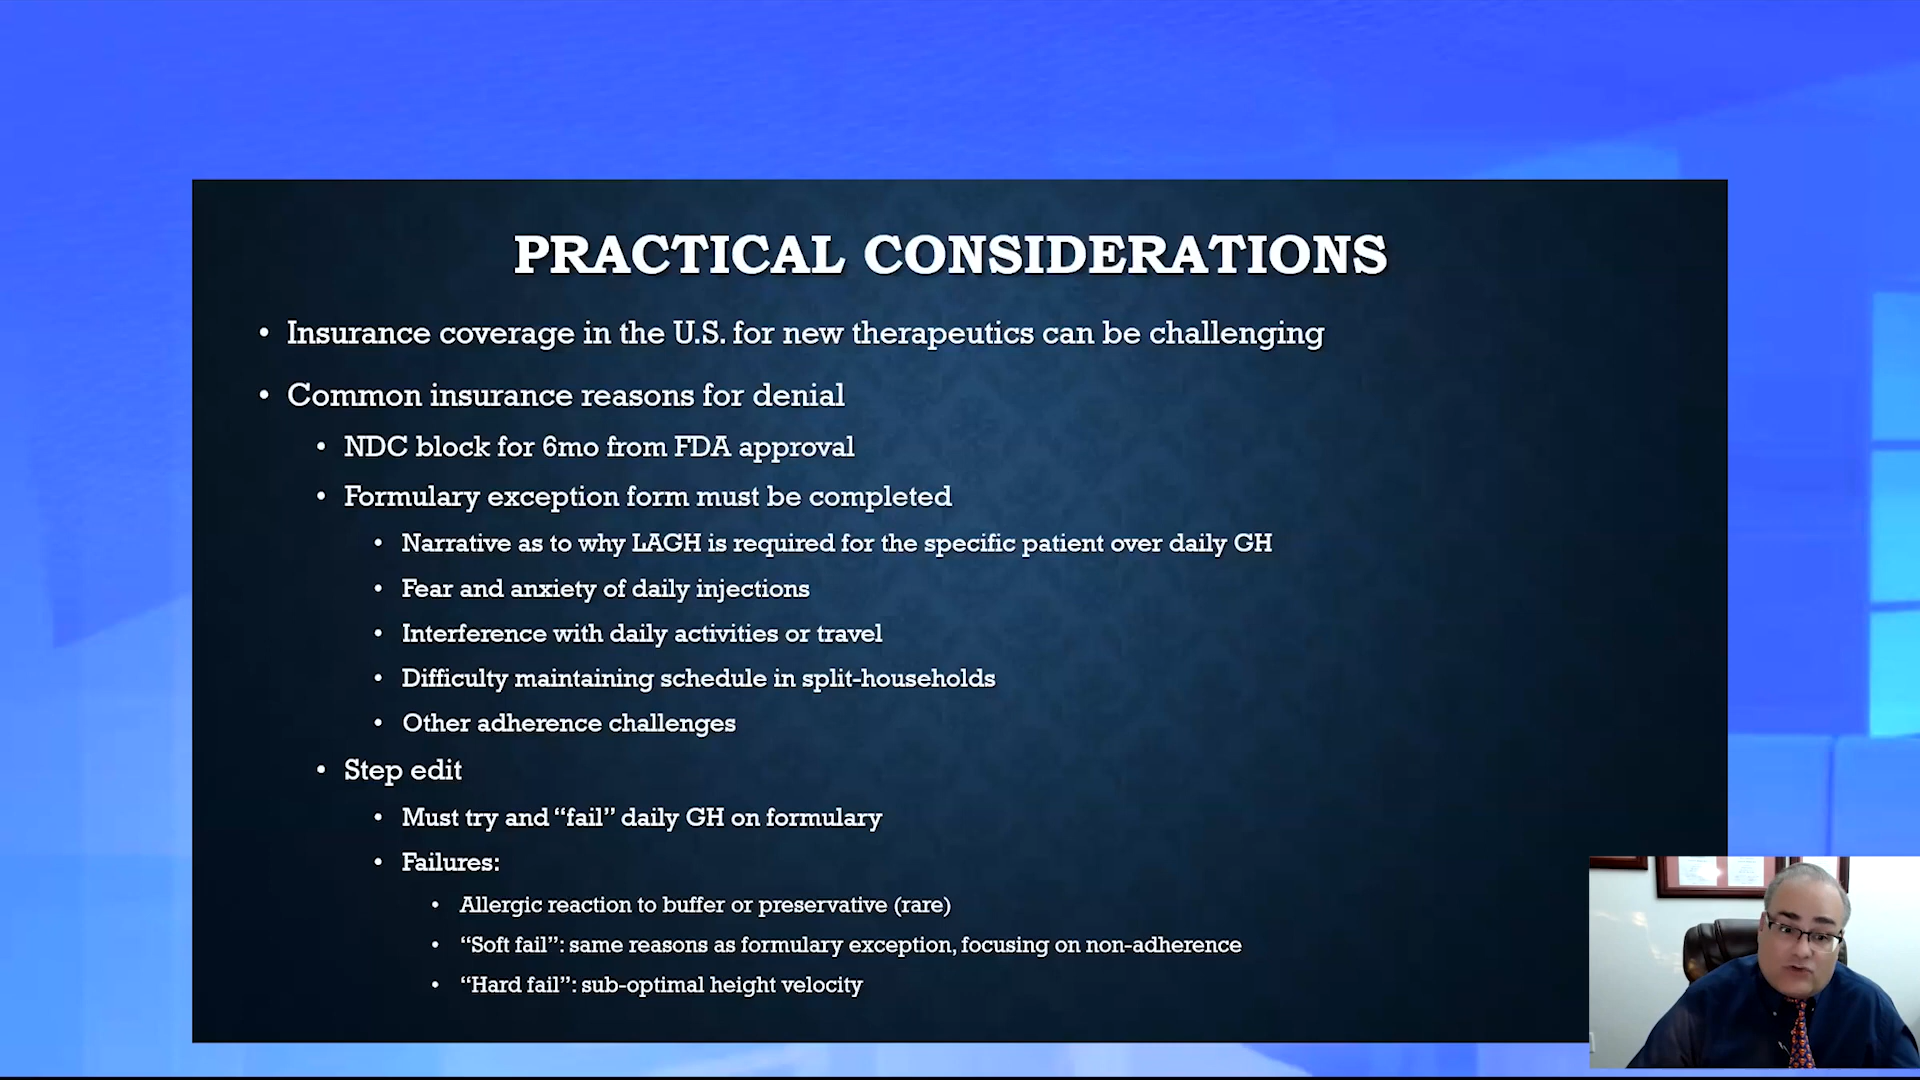 PRACTICAL CONSIDERATIONS
• Insurance coverage in the U.S. for new therapeutics can be challenging
• Common insurance reasons for denial
• NDC block for 6mo from FDA approval
• Formulary exception form must be completed
• Narrative as to why LAGH is required for the specific patient over daily GH
• Fear and anxiety of daily injections
• Interference with daily activities or travel
• Difficulty maintaining schedule in split-households
• Other adherence challenges
• Step edit
• Must try and “fail” daily GH on formulary
• Failures:
• Allergic reaction to buffer or preservative (rare)
• “Soft fail”: same reasons as formulary exception, focusing on non-adherence
• “Hard fail”: sub-optimal height velocity